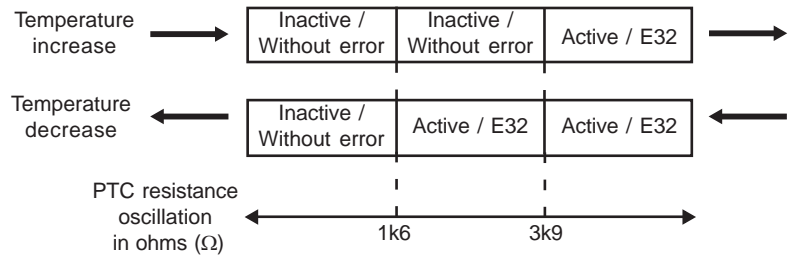 Temperature
increase
Inactive /
Without error
Inactive /
Without error
Active / E32
Temperature
decrease
Inactive /
Without error
Active / E32
Active / E32
PTC resistance
oscillation
in ohms (Ω)
1k6
3k9